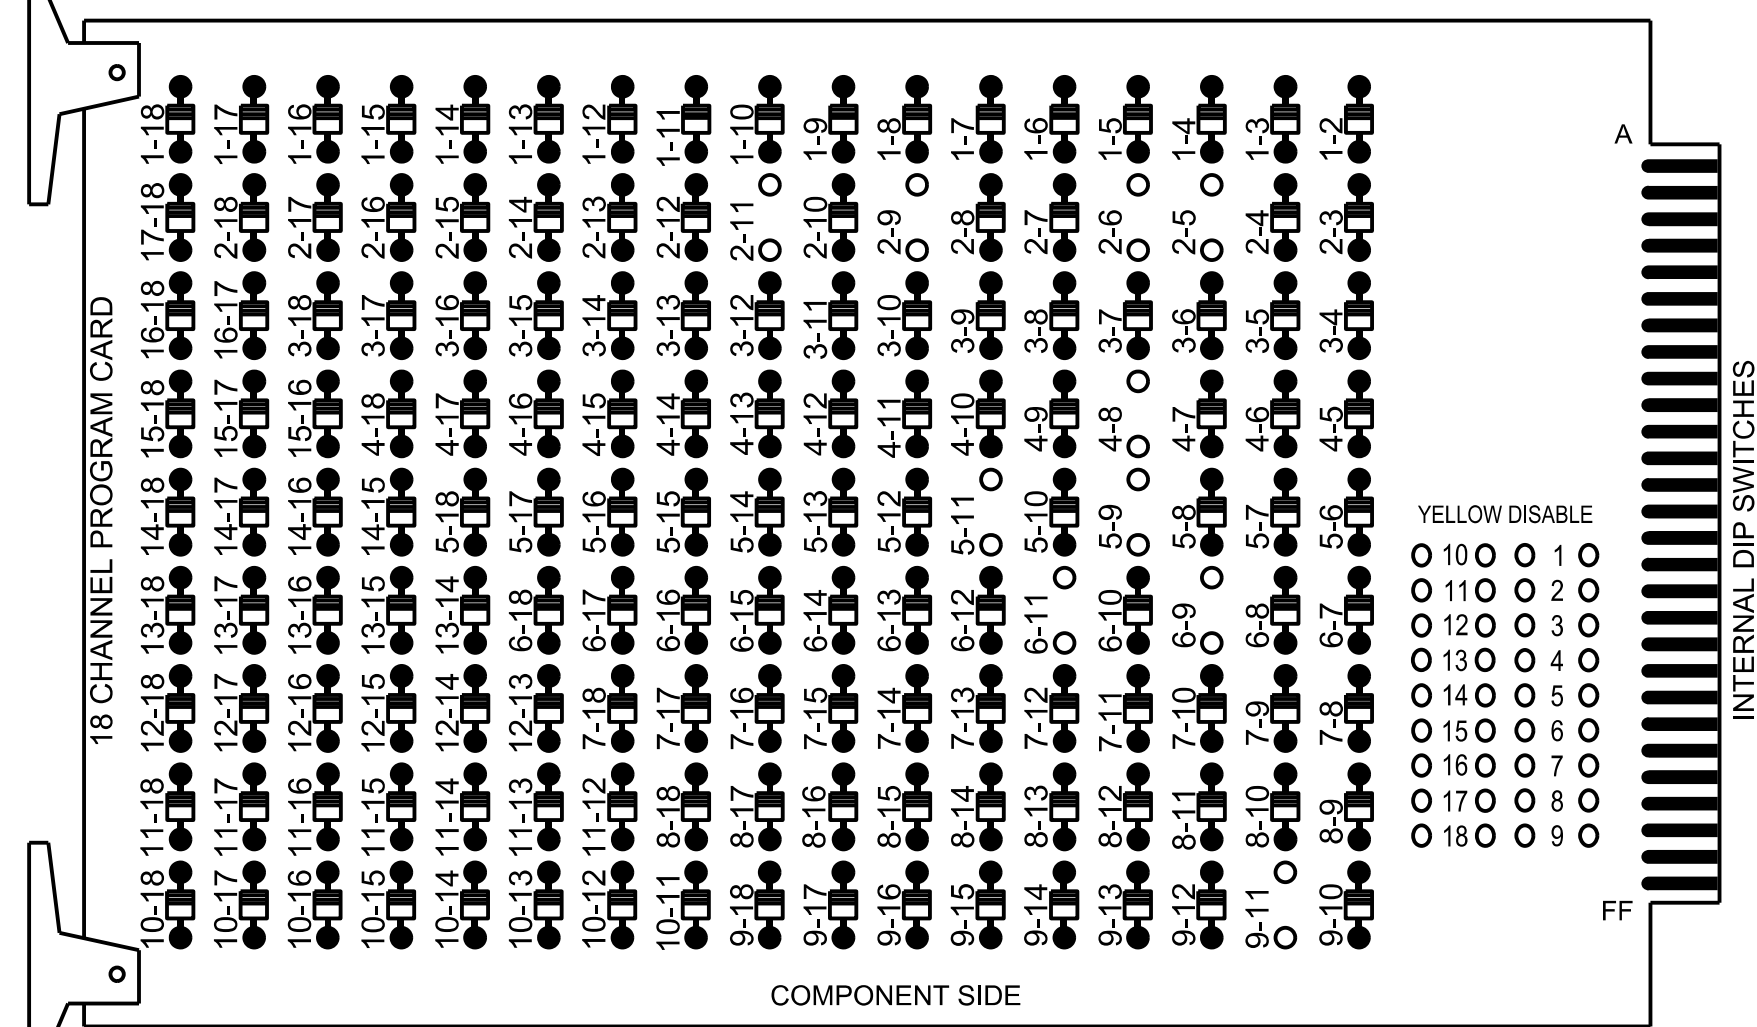 1-18 1-17 1-16 1-15 1-14 1-13 1-12 1-11 1-10 1-9 1-8 1-7 1-6 1-5 1-4 1-3 1-2
17-18 2-18 2-17 2-16 2-15 2-14 2-13 2-12 2-11 2-10 2-9 2-8 2-7 2-6 2-5 2-4 2-3
16-18 16-17 3-18 3-17 3-16 3-15 3-14 3-13 3-12 3-11 3-10 3-9 3-8 3-7 3-6 3-5 3-4
15-18 15-17 15-16 4-18 4-17 4-16 4-15 4-14 4-13 4-12 4-11 4-10 4-9 4-8 4-7 4-6 4-5
14-18 14-17 14-16 14-15 5-18 5-17 5-16 5-15 5-14 5-13 5-12 5-11 5-10 5-9 5-8 5-7 5-6
13-18 13-17 13-16 13-15 13-14 6-18 6-17 6-16 6-15 6-14 6-13 6-12 6-11 6-10 6-9 6-8 6-7
12-18 12-17 12-16 12-15 12-14 12-13 7-18 7-17 7-16 7-15 7-14 7-13 7-12 7-11 7-10 7-9 7-8
11-18 11-17 11-16 11-15 11-14 11-13 11-12 8-18 8-17 8-16 8-15 8-14 8-13 8-12 8-11 8-10 8-9
10-18 10-17 10-16 10-15 10-14 10-13 10-12 10-11 9-18 9-17 9-16 9-15 9-14 9-13 9-12 9-11 9-10
18 CHANNEL PROGRAM CARD
COMPONENT SIDE
YELLOW DISABLE
10 1
11 2
12 3
13 4
14 5
15 6
16 7
17 8
18 9
A
FF
INTERNAL DIP SWITCHES